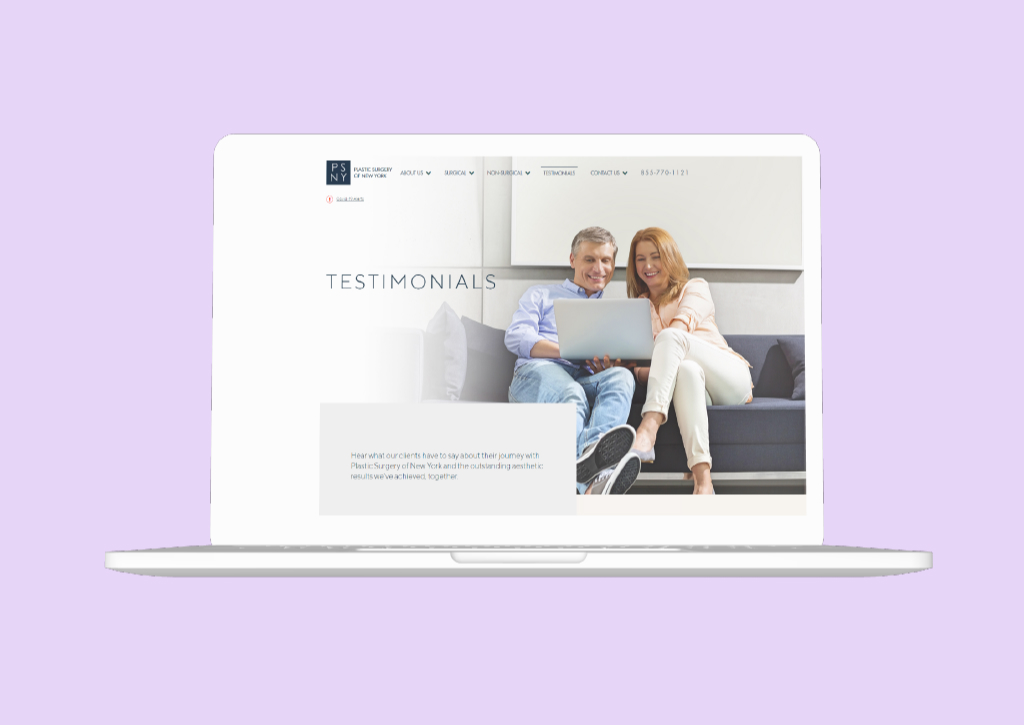 PS
NY
PLASTIC SURGERY
OF NEW YORK
ABOUT US
SURGICAL
NON-SURGICAL
TESTIMONIALS
CONTACT US
855-770-1121
TESTIMONIALS
Hear what our clients have to say about their journey with
Plastic Surgery of New York and the outstanding aesthetic
results we've achieved, together.